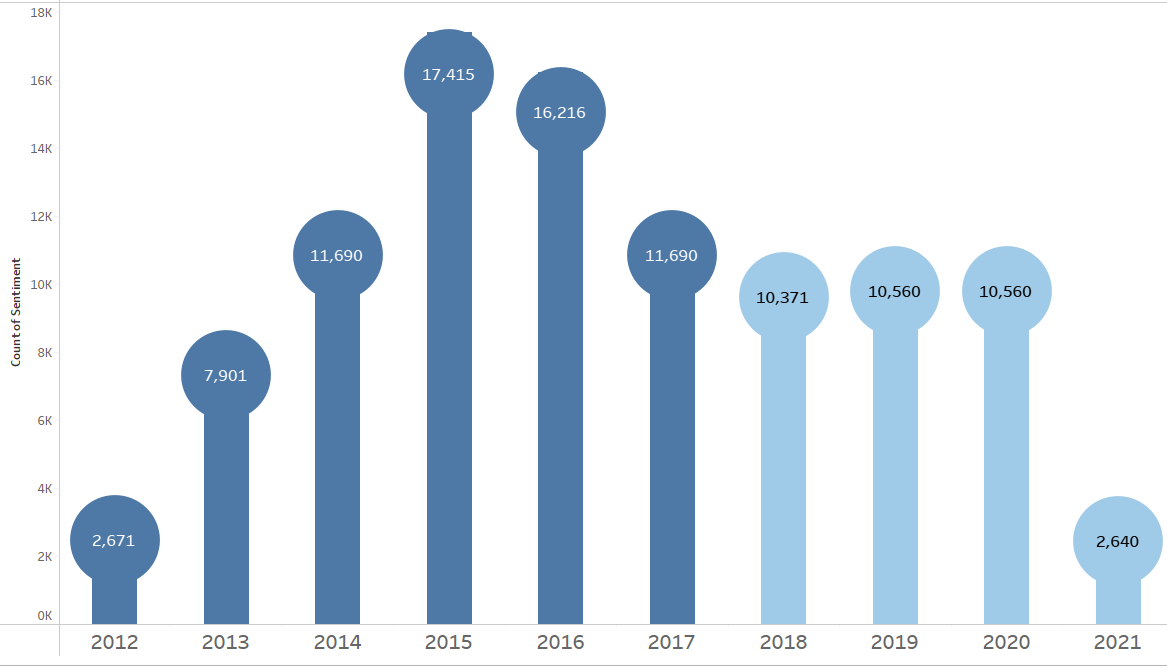 18K
16K
14K
12K
10K
8K
6K
4K
2K
0K
Count of Sentiment
2,671
7,901
11,690
17,415
16,216
11,690
10,371
10,560
10,560
2,640
2012 2013 2014 2015 2016 2017 2018 2019 2020 2021